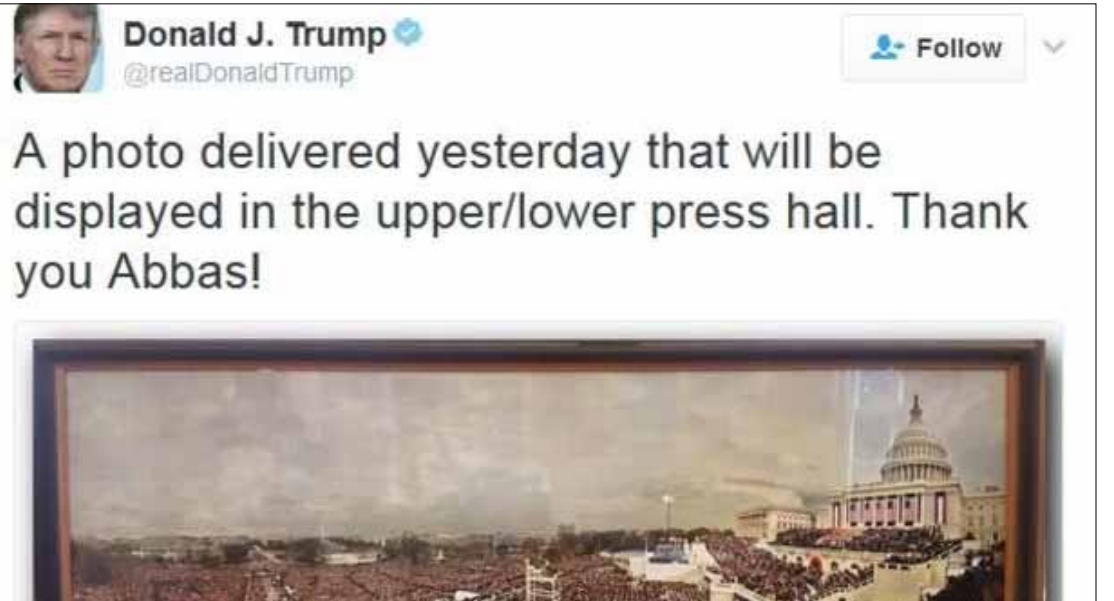 Donald J. Trump
@realDonaldTrump
Follow
A photo delivered yesterday that will be
displayed in the upper/lower press hall. Thank
you Abbas!